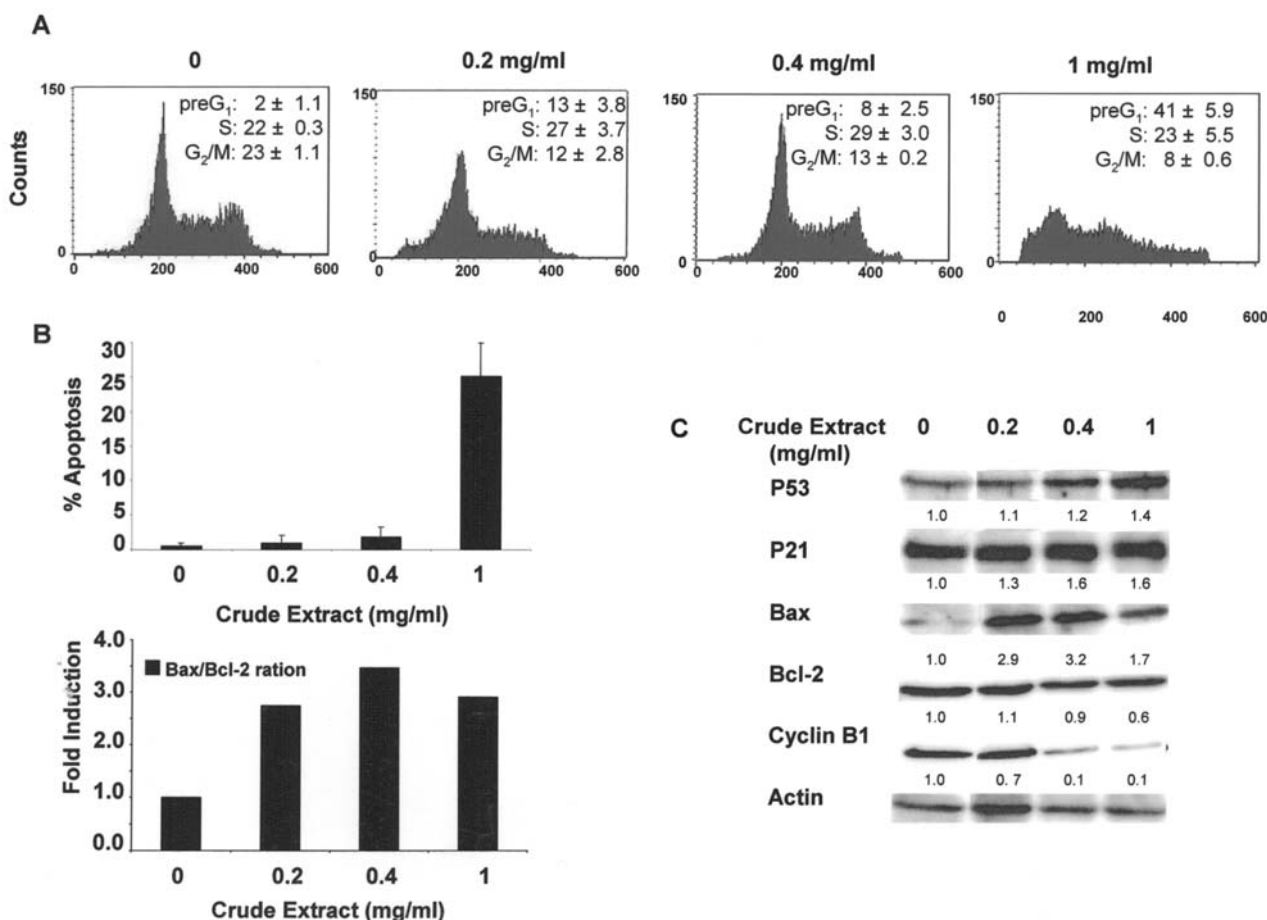 A
0
0.2 mg/ml
0.4 mg/ml
1 mg/ml
Counts
150
0
preG1: 2 ± 1.1
S: 22 ± 0.3
G2/M: 23 ± 1.1
0 200 400 600
150
0
preG1: 13 ± 3.8
S: 27 ± 3.7
G2/M: 12 ± 2.8
0 200 400 600
150
0
preG1: 8 ± 2.5
S: 29 ± 3.0
G2/M: 13 ± 0.2
0 200 400 600
150
0
preG1: 41 ± 5.9
S: 23 ± 5.5
G2/M: 8 ± 0.6
0 200 400 600
B
% Apoptosis
30
25
20
15
10
5
0
0 0.2 0.4 1
Crude Extract (mg/ml)
Fold Induction
4.0
3.0
2.0
1.0
0.0
Bax/Bcl-2 ration
0 0.2 0.4 1
Crude Extract (mg/ml)
C
Crude Extract 0 0.2 0.4 1
(mg/ml)
P53
1.0 1.1 1.2 1.4
P21
1.0 1.3 1.6 1.6
Bax
1.0 2.9 3.2 1.7
Bcl-2
1.0 1.1 0.9 0.6
Cyclin B1
1.0 0. 7 0.1 0.1
Actin